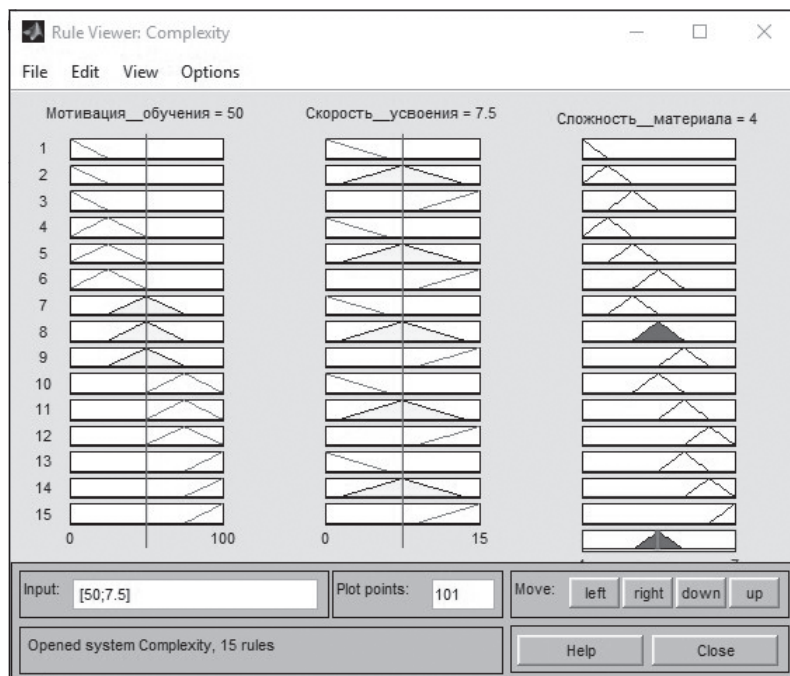 Rule Viewer: Complexity
File Edit View Options
Мотивация__обучения = 50
Скорость__усвоения = 7.5
Сложность__материала = 4
1
2
3
4
5
6
7
8
9
10
11
12
13
14
15
0 100
0 15
Input: [50;7.5]
Plot points: 101
Move: left right down up
Opened system Complexity, 15 rules
Help Close